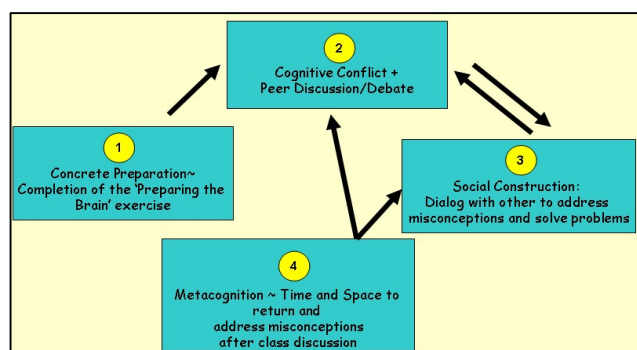 1
Concrete Preparation~
Completion of the 'Preparing the
Brain' exercise
2
Cognitive Conflict +
Peer Discussion/Debate
3
Social Construction:
Dialog with other to address
misconceptions and solve problems
4
Metacognition ~ Time and Space to
return and
address misconceptions
after class discussion